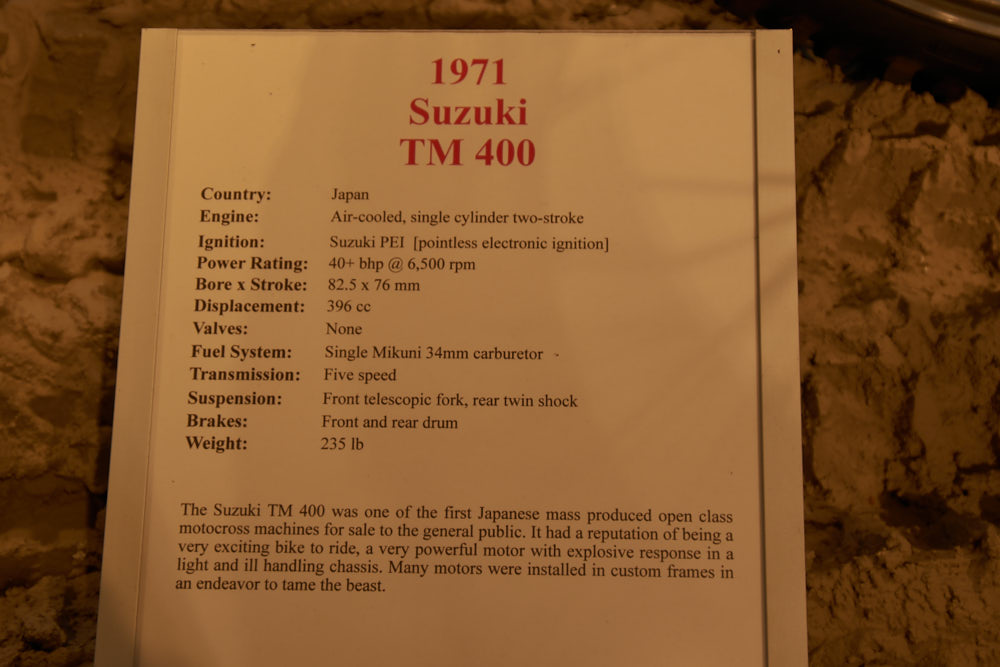 1971
Suzuki
TM 400
Country: Japan
Engine: Air-cooled, single cylinder two-stroke
Ignition: Suzuki PEI [pointless electronic ignition]
Power Rating: 40+ bhp @ 6,500 rpm
Bore x Stroke: 82.5 x 76 mm
Displacement: 396 cc
Valves: None
Fuel System: Single Mikuni 34mm carburetor
Transmission: Five speed
Suspension: Front telescopic fork, rear twin shock
Brakes: Front and rear drum
Weight: 235 lb
The Suzuki TM 400 was one of the first Japanese mass produced open class
motocross machines for sale to the general public. It had a reputation of being a
very exciting bike to ride, a very powerful motor with explosive response in a
light and ill handling chassis. Many motors were installed in custom frames in
an endeavor to tame the beast.